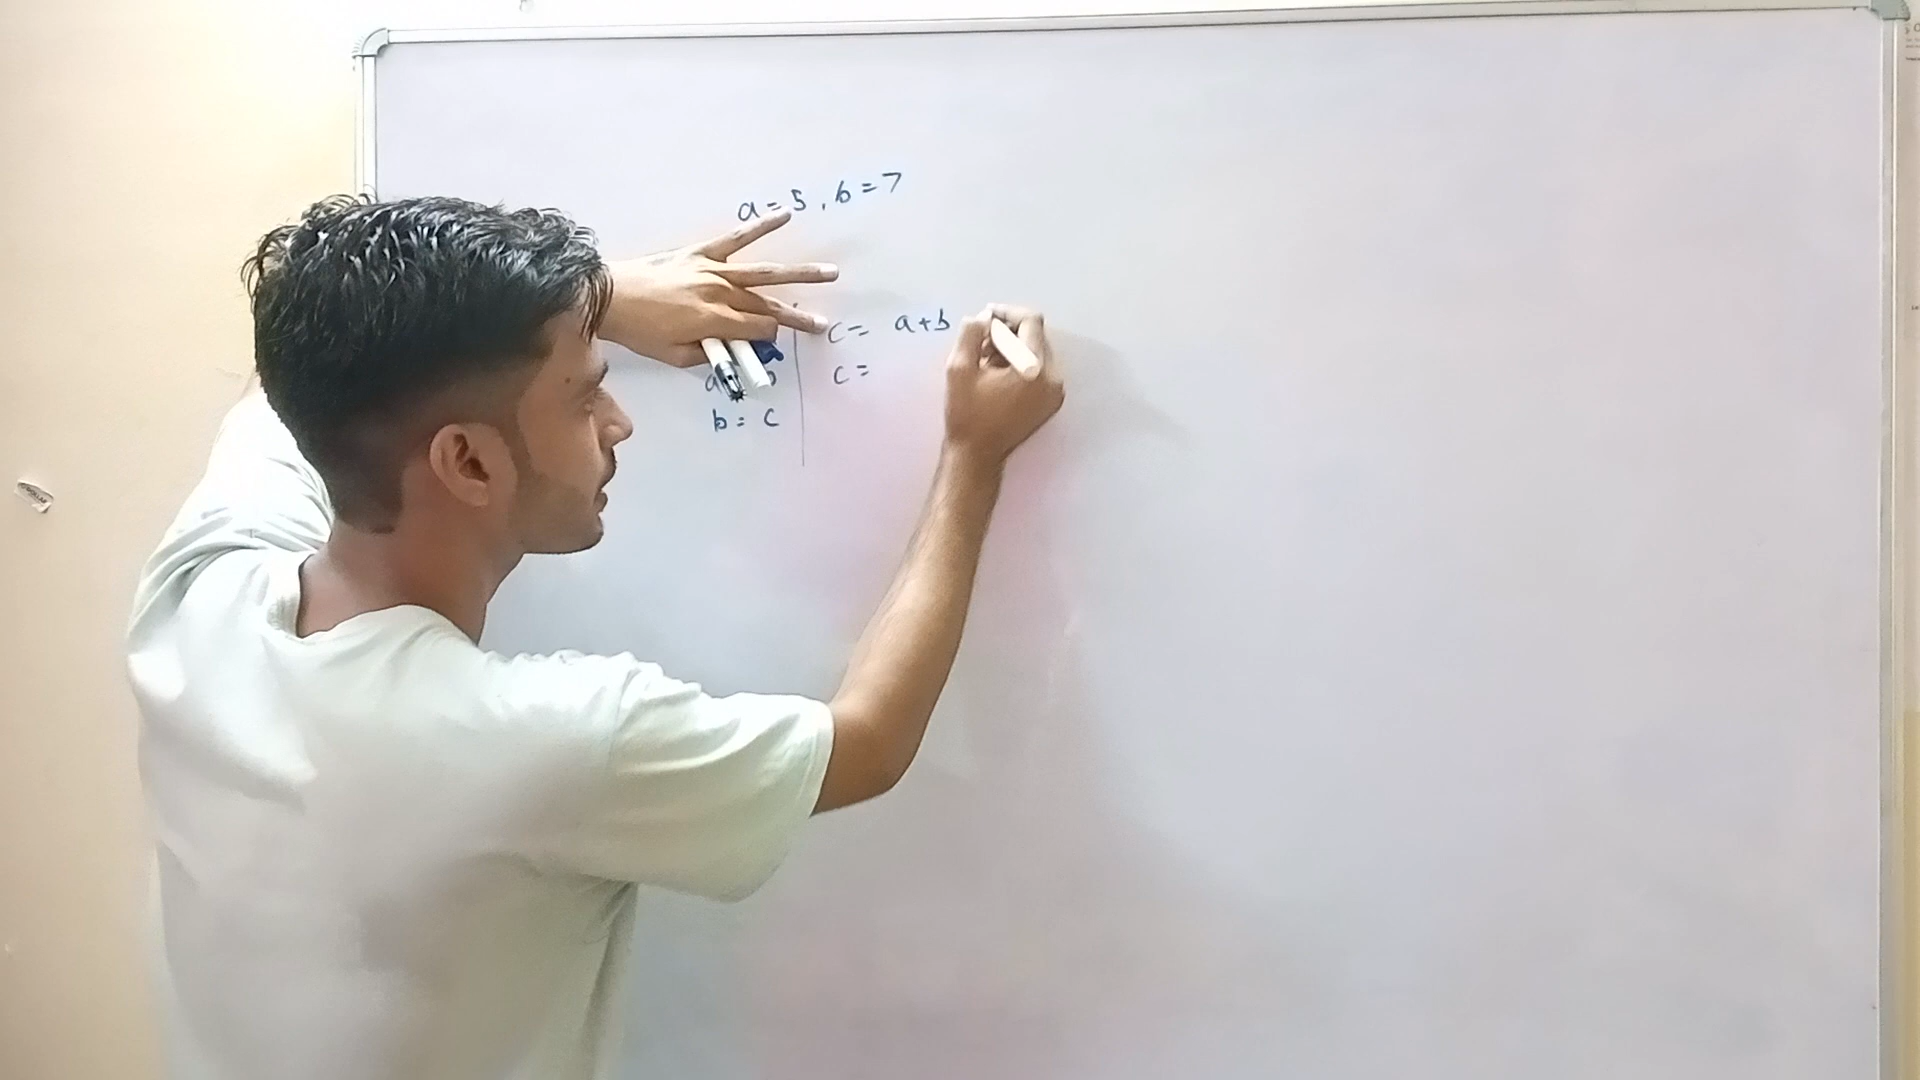 a = 5, b = 7
c = a+b
c =
b = c